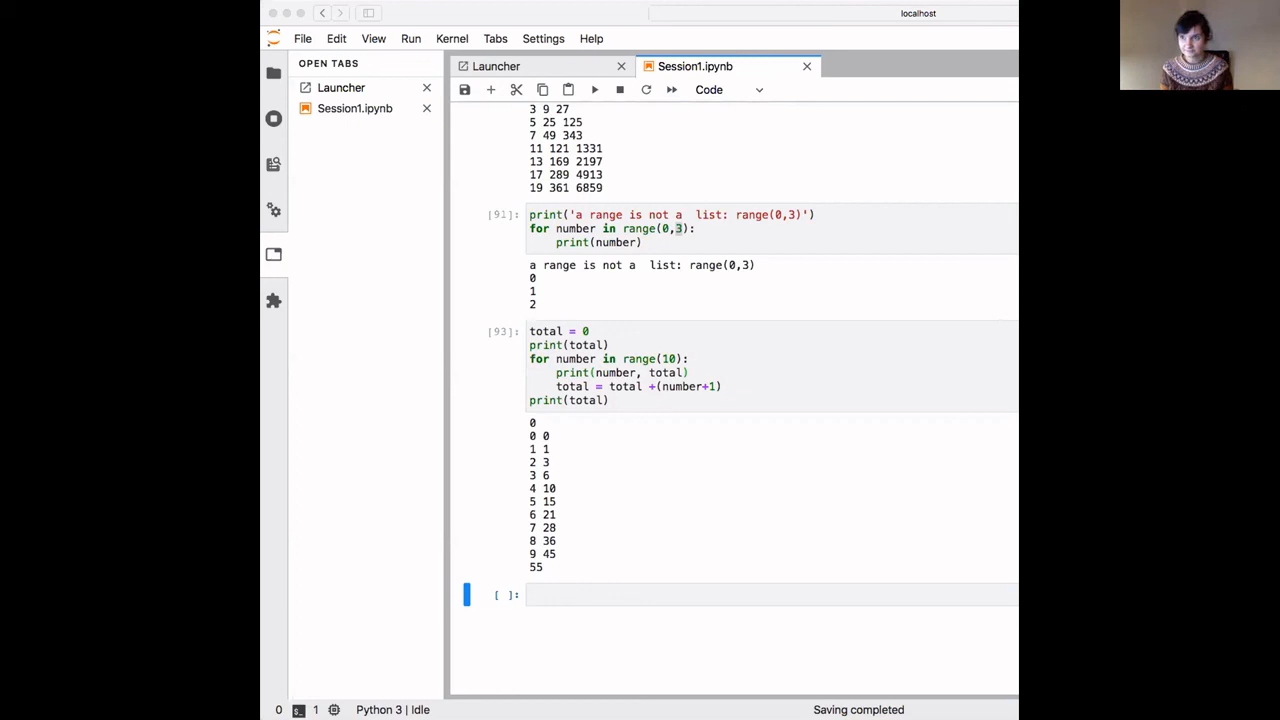 localhost
File Edit View Run Kernel Tabs Settings Help
OPEN TABS
Launcher
Session1.ipynb
Launcher
Session1.ipynb
Code
3 9 27
5 25 125
7 49 343
11 121 1331
13 169 2197
17 289 4913
19 361 6859
[91]: print('a range is not a  list: range(0,3)')
for number in range(0,3):
    print(number)
a range is not a  list: range(0,3)
0
1
2
[93]: total = 0
print(total)
for number in range(10):
    print(number, total)
    total = total +(number+1)
print(total)
0
0 0
1 1
2 3
3 6
4 10
5 15
6 21
7 28
8 36
9 45
55
[ ]:
0 $_ 1 Python 3 | Idle Saving completed